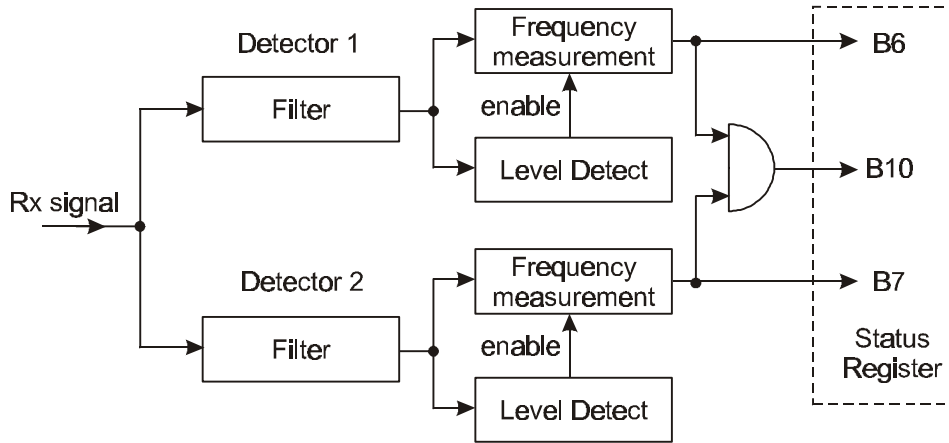 Detector 1
Filter
Frequency
measurement
enable
Level Detect
B6
B10
Rx signal
Detector 2
Filter
Frequency
measurement
enable
Level Detect
B7
Status
Register